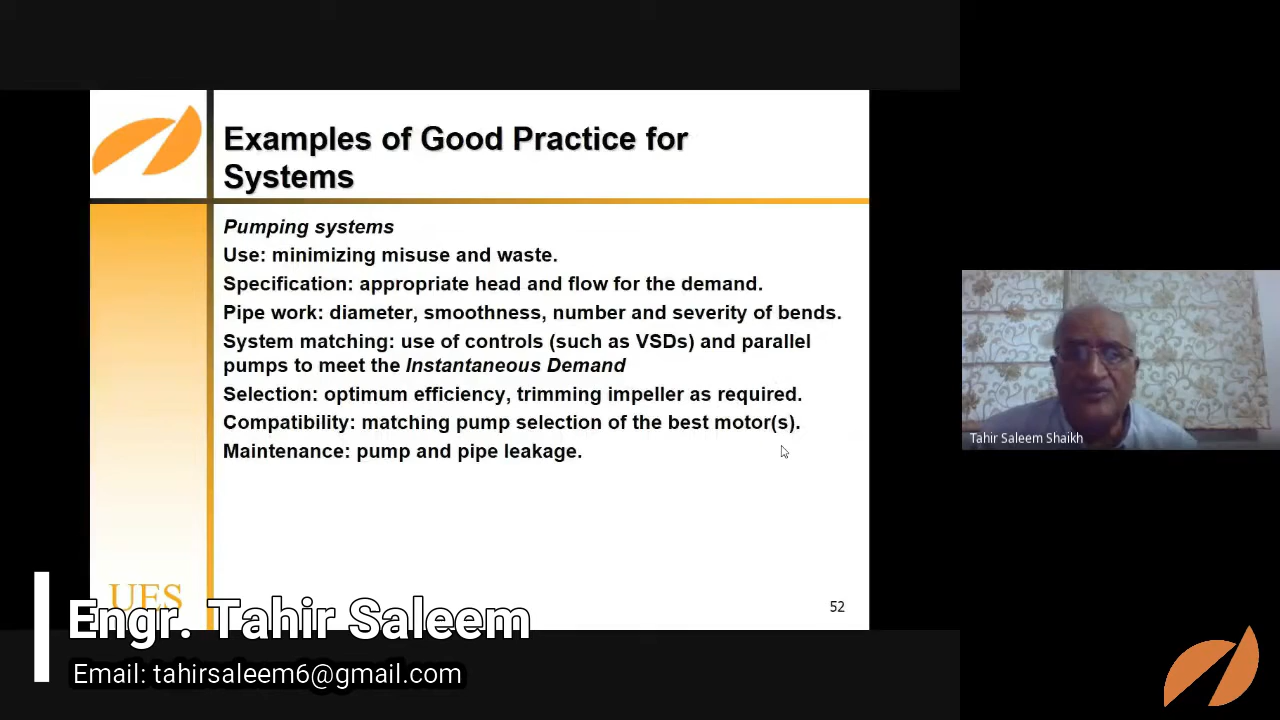 Examples of Good Practice for
Systems
Pumping systems
Use: minimizing misuse and waste.
Specification: appropriate head and flow for the demand.
Pipe work: diameter, smoothness, number and severity of bends.
System matching: use of controls (such as VSDs) and parallel
pumps to meet the Instantaneous Demand
Selection: optimum efficiency, trimming impeller as required.
Compatibility: matching pump selection of the best motor(s).
Maintenance: pump and pipe leakage.
UES
52
Engr. Tahir Saleem
Email: tahirsaleem6@gmail.com
Tahir Saleem Shaikh